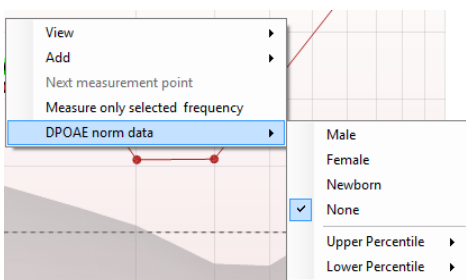 View
Add
Next measurement point
Measure only selected frequency
DPOAE norm data
Male
Female
Newborn
None
Upper Percentile
Lower Percentile